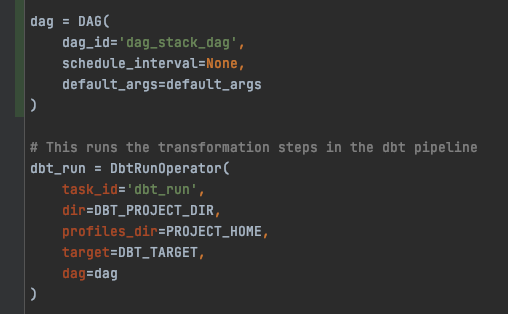 dag = DAG(
    dag_id='dag_stack_dag',
    schedule_interval=None,
    default_args=default_args
)
# This runs the transformation steps in the dbt pipeline
dbt_run = DbtRunOperator(
    task_id='dbt_run',
    dir=DBT_PROJECT_DIR,
    profiles_dir=PROJECT_HOME,
    target=DBT_TARGET,
    dag=dag
)